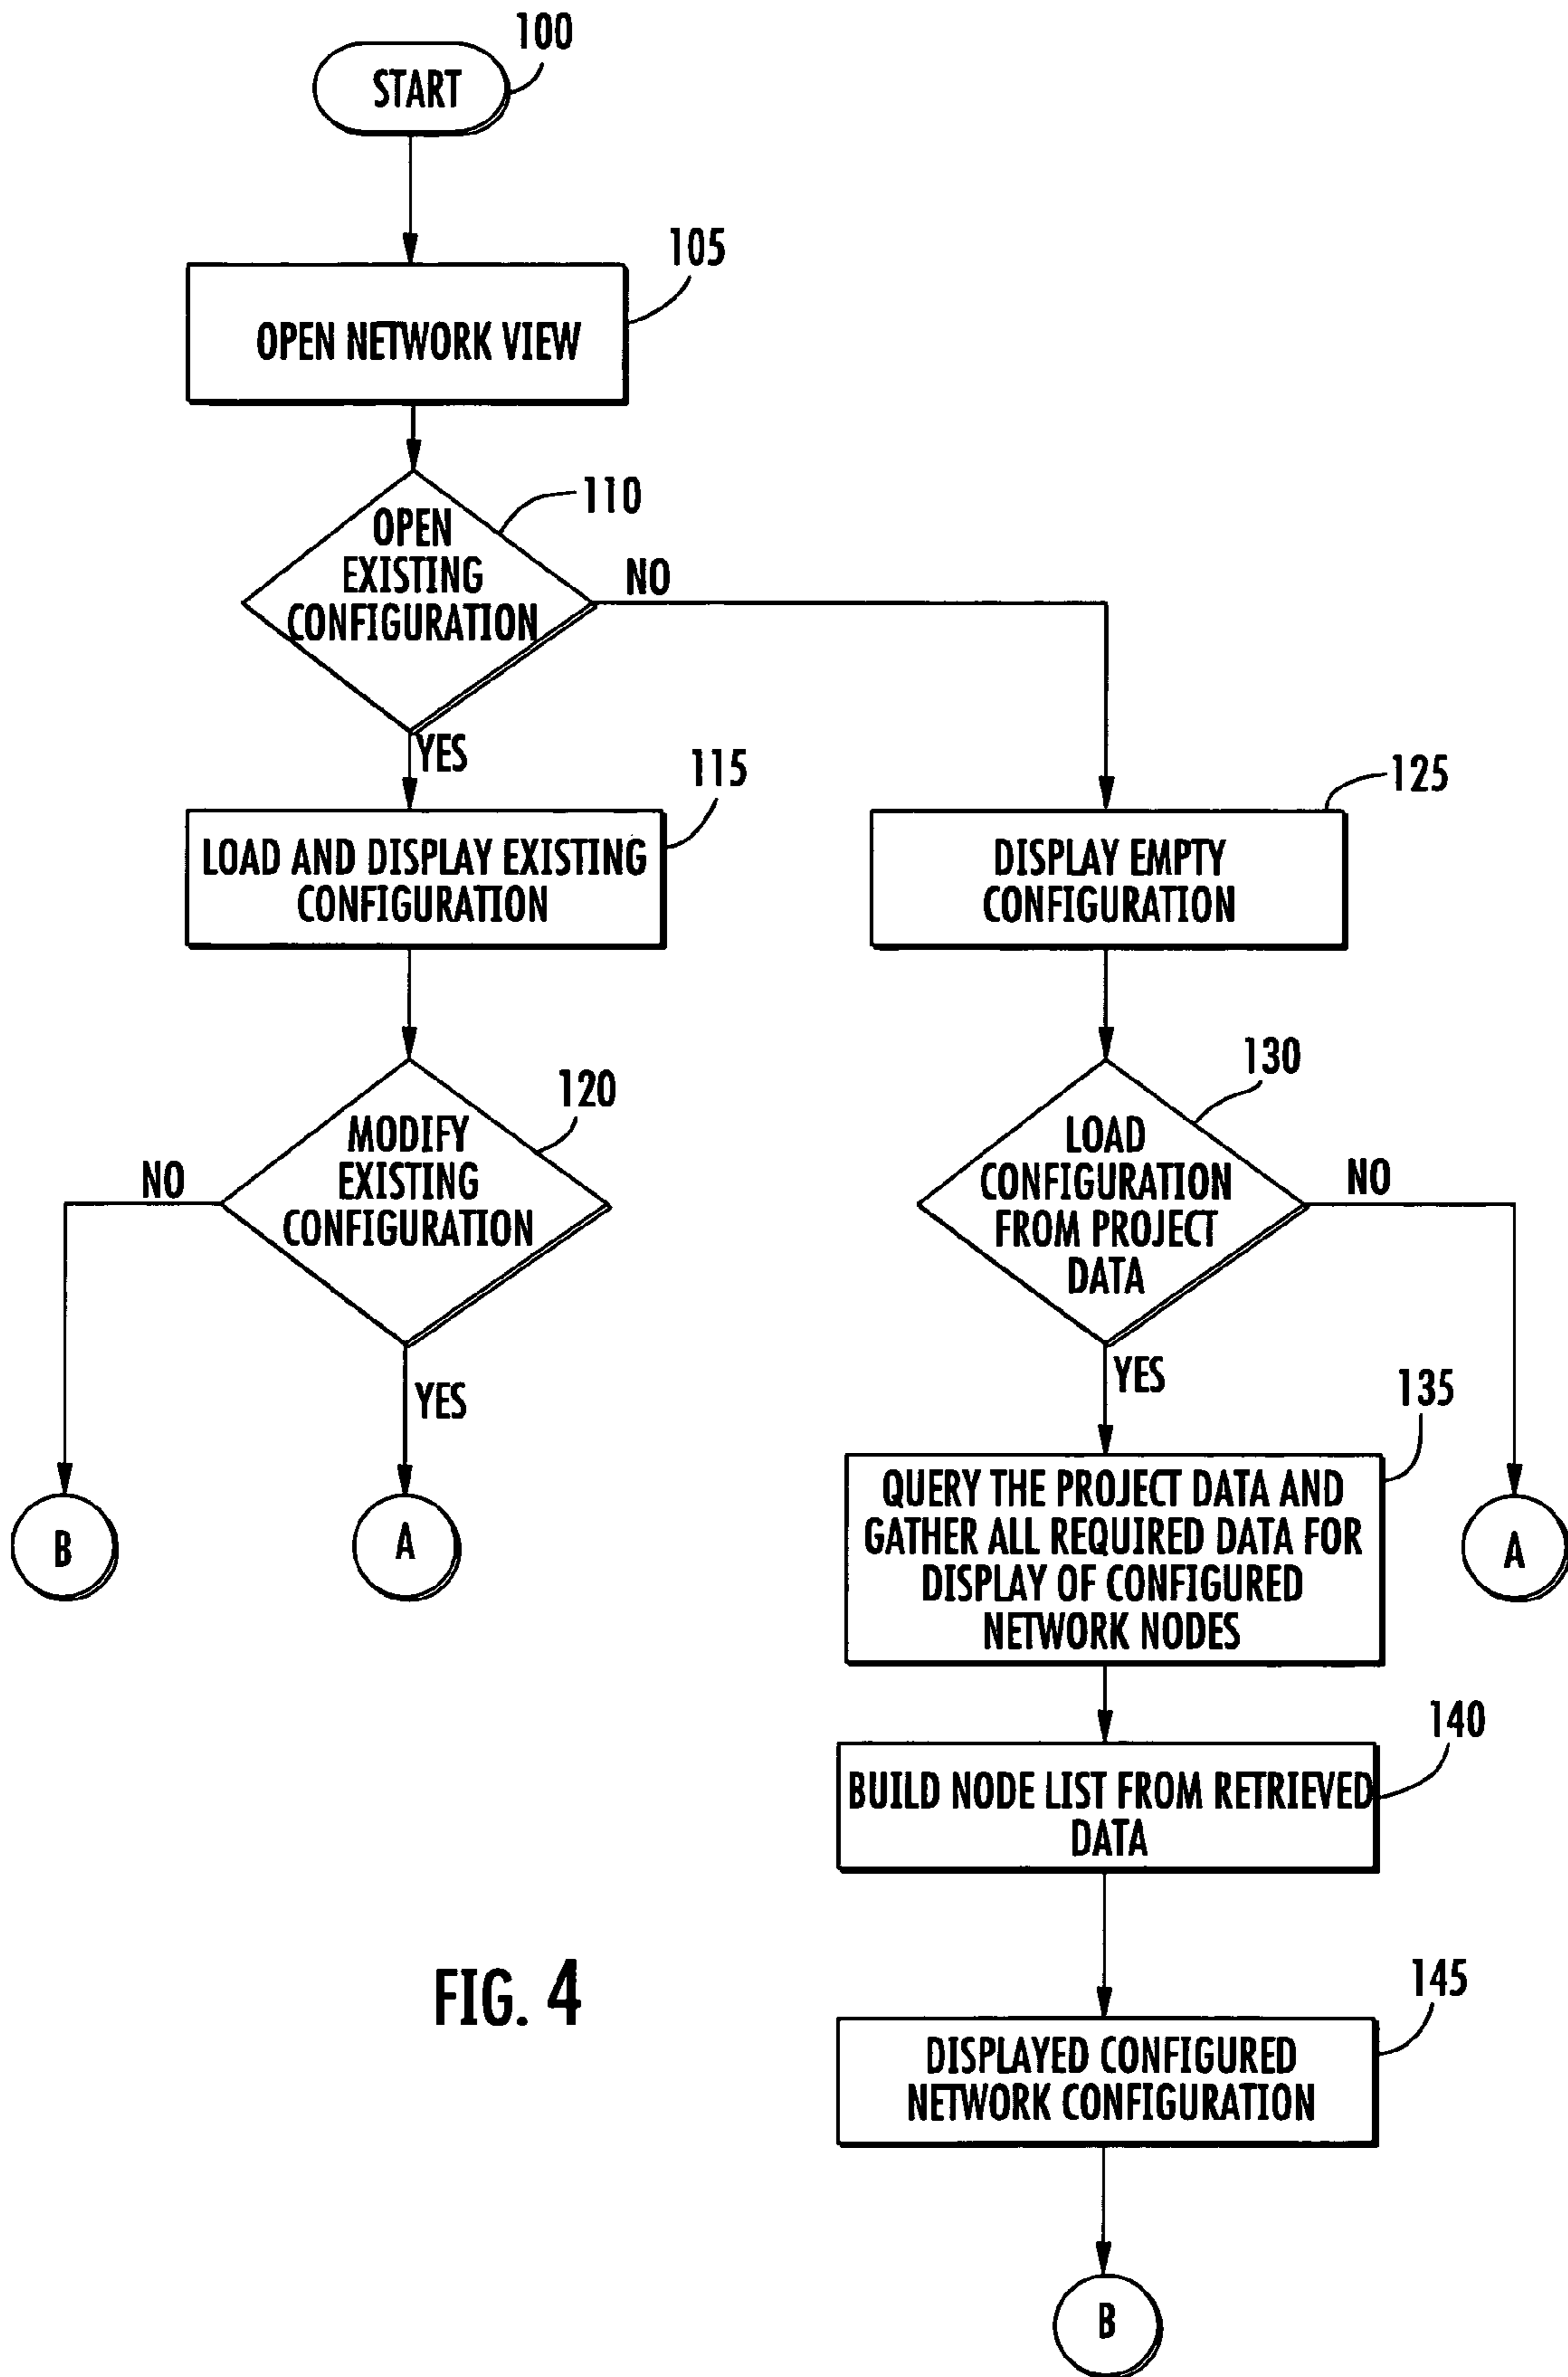 100
START
105
OPEN NETWORK VIEW
110
OPEN
EXISTING
CONFIGURATION
NO
YES
115
LOAD AND DISPLAY EXISTING
CONFIGURATION
125
DISPLAY EMPTY
CONFIGURATION
120
MODIFY
EXISTING
CONFIGURATION
NO
YES
B
A
130
LOAD
CONFIGURATION
FROM PROJECT
DATA
NO
YES
A
135
QUERY THE PROJECT DATA AND
GATHER ALL REQUIRED DATA FOR
DISPLAY OF CONFIGURED
NETWORK NODES
140
BUILD NODE LIST FROM RETRIEVED
DATA
145
DISPLAYED CONFIGURED
NETWORK CONFIGURATION
B
FIG. 4